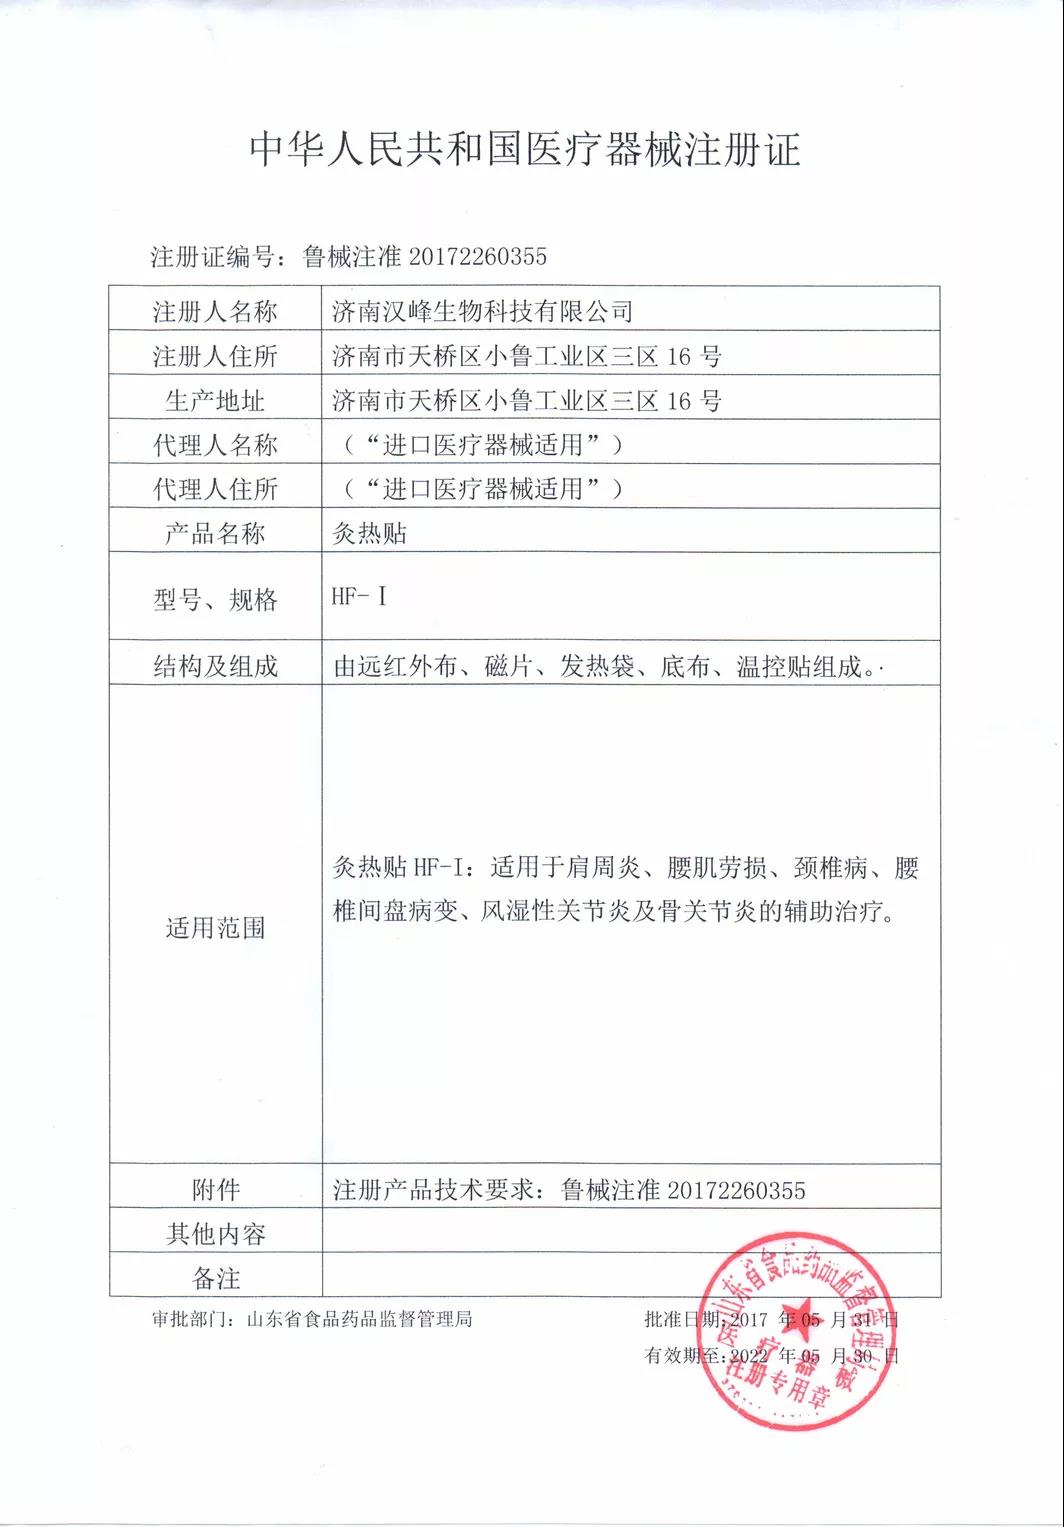 中华人民共和国医疗器械注册证
注册证编号：鲁械注准 20172260355
注册人名称 济南汉峰生物科技有限公司
注册人住所 济南市天桥区小鲁工业区三区 16 号
生产地址 济南市天桥区小鲁工业区三区 16 号
代理人名称 （“进口医疗器械适用”）
代理人住所 （“进口医疗器械适用”）
产品名称 灸热贴
型号、规格 HF-Ⅰ
结构及组成 由远红外布、磁片、发热袋、底布、温控贴组成。
适用范围
灸热贴 HF-I：适用于肩周炎、腰肌劳损、颈椎病、腰
椎间盘病变、风湿性关节炎及骨关节炎的辅助治疗。
附件 注册产品技术要求：鲁械注准 20172260355
其他内容
备注
审批部门：山东省食品药品监督管理局
批准日期：2017 年 05 月 31 日
有效期至：2022 年 05 月 30 日
山东省食品药品监督管理局
医疗器械
注册专用章